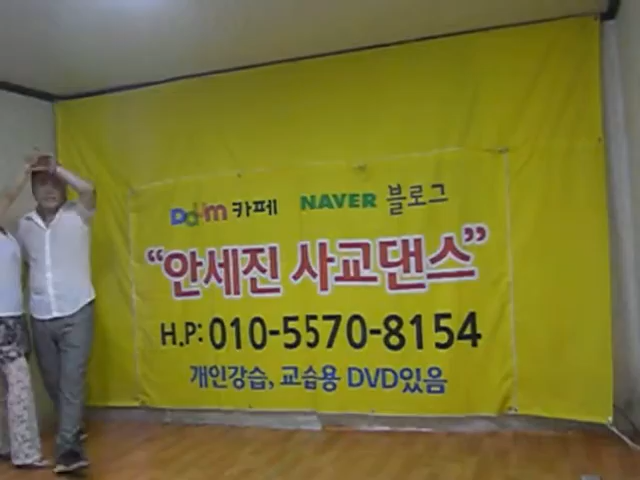 Daum 카페 NAVER 블로그
“안세진 사교댄스”
H.P: 010-5570-8154
개인강습, 교습용 DVD있음